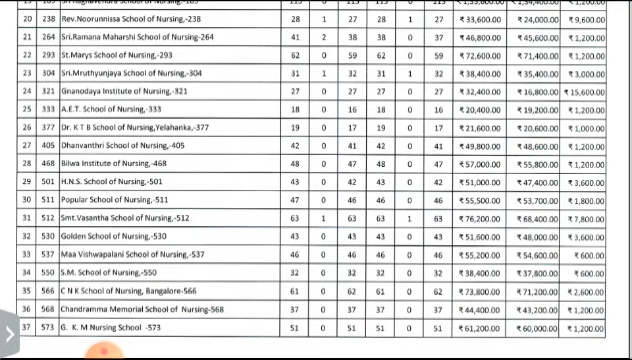 20 238 Rev.Noorunnissa School of Nursing,-238 28 1 27 28 1 27 ₹ 33,600.00 ₹ 24,000.00 ₹ 9,600.00
21 264 Sri.Ramana Maharshi School of Nursing-264 41 2 38 38 0 37 ₹ 46,800.00 ₹ 45,600.00 ₹ 1,200.00
22 293 St.Marys School of Nursing,-293 62 0 59 62 0 59 ₹ 72,600.00 ₹ 71,400.00 ₹ 1,200.00
23 304 Sri.Mruthyunjaya School of Nursing,-304 31 1 32 31 1 32 ₹ 38,400.00 ₹ 35,400.00 ₹ 3,000.00
24 321 Gnanodaya Institute of Nursing,-321 27 0 27 27 0 27 ₹ 32,400.00 ₹ 16,800.00 ₹ 15,600.00
25 333 A.E.T. School of Nursing,-333 18 0 16 18 0 16 ₹ 20,400.00 ₹ 19,200.00 ₹ 1,200.00
26 377 Dr. K T B School of Nursing,Yelahanka,-377 19 0 17 19 0 17 ₹ 21,600.00 ₹ 20,600.00 ₹ 1,000.00
27 405 Dhanvanthri School of Nursing,-405 42 0 41 42 0 41 ₹ 49,800.00 ₹ 48,600.00 ₹ 1,200.00
28 468 Bilwa Institute of Nursing,-468 48 0 47 48 0 47 ₹ 57,000.00 ₹ 55,800.00 ₹ 1,200.00
29 501 H.N.S. School of Nursing,-501 43 0 42 43 0 42 ₹ 51,000.00 ₹ 47,400.00 ₹ 3,600.00
30 511 Popular School of Nursing,-511 47 0 46 46 0 46 ₹ 55,500.00 ₹ 53,700.00 ₹ 1,800.00
31 512 Smt.Vasantha School of Nursing,-512 63 1 63 63 1 63 ₹ 76,200.00 ₹ 68,400.00 ₹ 7,800.00
32 530 Golden School of Nursing,-530 43 0 43 43 0 43 ₹ 51,600.00 ₹ 48,000.00 ₹ 3,600.00
33 537 Maa Vishwapalani School of Nursing,-537 46 0 46 46 0 46 ₹ 55,200.00 ₹ 54,600.00 ₹ 600.00
34 550 S.M. School of Nursing,-550 32 0 32 32 0 32 ₹ 38,400.00 ₹ 37,800.00 ₹ 600.00
35 566 C N K School of Nursing, Bangalore-566 61 0 62 61 0 62 ₹ 73,800.00 ₹ 71,200.00 ₹ 2,600.00
36 568 Chandramma Memorial School of Nursing-568 37 0 37 37 0 37 ₹ 44,400.00 ₹ 43,200.00 ₹ 1,200.00
37 573 G. K. M Nursing School -573 51 0 51 51 0 51 ₹ 61,200.00 ₹ 60,000.00 ₹ 1,200.00